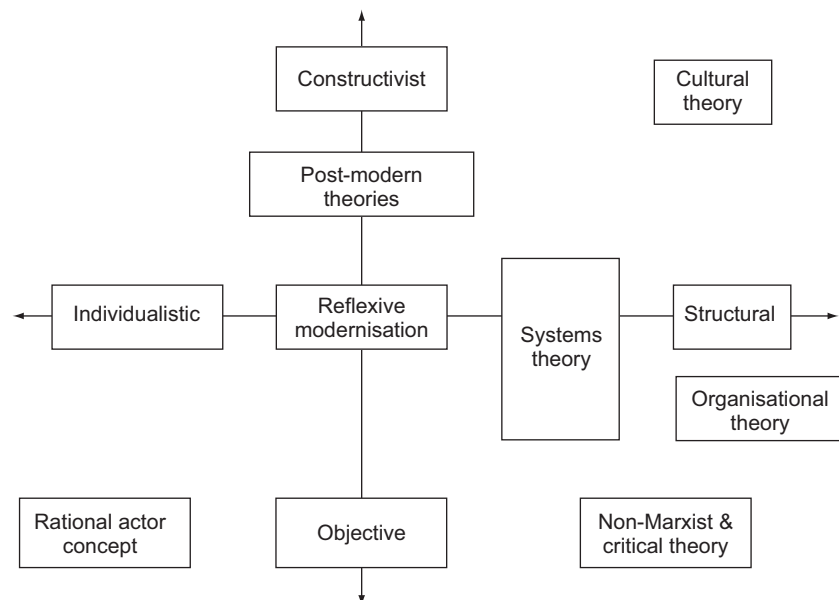 Constructivist
Cultural
theory
Post-modern
theories
Individualistic
Reflexive
modernisation
Systems
theory
Structural
Organisational
theory
Rational actor
concept
Objective
Non-Marxist &
critical theory